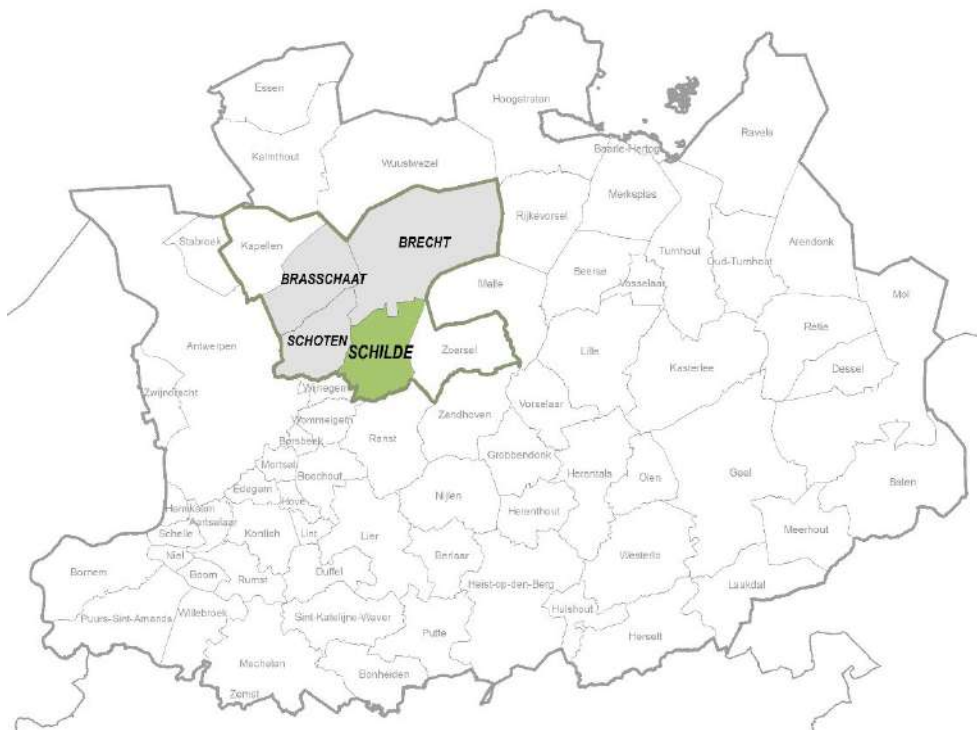 Essen
Hoogstraten
Ravels
Kalmthout
Baarle-Hertog
Wuustwezel
Merksplas
Rijkevorsel
Stabroek
Kapellen
BRECHT
Turnhout
Arendonk
Oud-Turnhout
BRASSCHAAT
Beerse
Vosselaar
Malle
Mol
Retie
SCHOTEN
SCHILDE
Antwerpen
Zoersel
Lille
Kasterlee
Dessel
Zwijndrecht
Wijnegem
Vorselaar
Wommelgem
Zandhoven
Ranst
Borsbeek
Grobbendonk
Mortsel
Boechout
Herentals
Olen
Geel
Balen
Edegem
Nijlen
Hove
Hemiksem
Herenthout
Aartselaar
Schelle
Kontich
Lint
Lier
Meerhout
Niel
Berlaar
Westerlo
Bornem
Boom
Rumst
Duffel
Heist-op-den-Berg
Laakdal
Hulshout
Puurs-Sint-Amands
Willebroek
Sint-Katelijne-Waver
Putte
Herselt
Mechelen
Bonheiden
Zemst